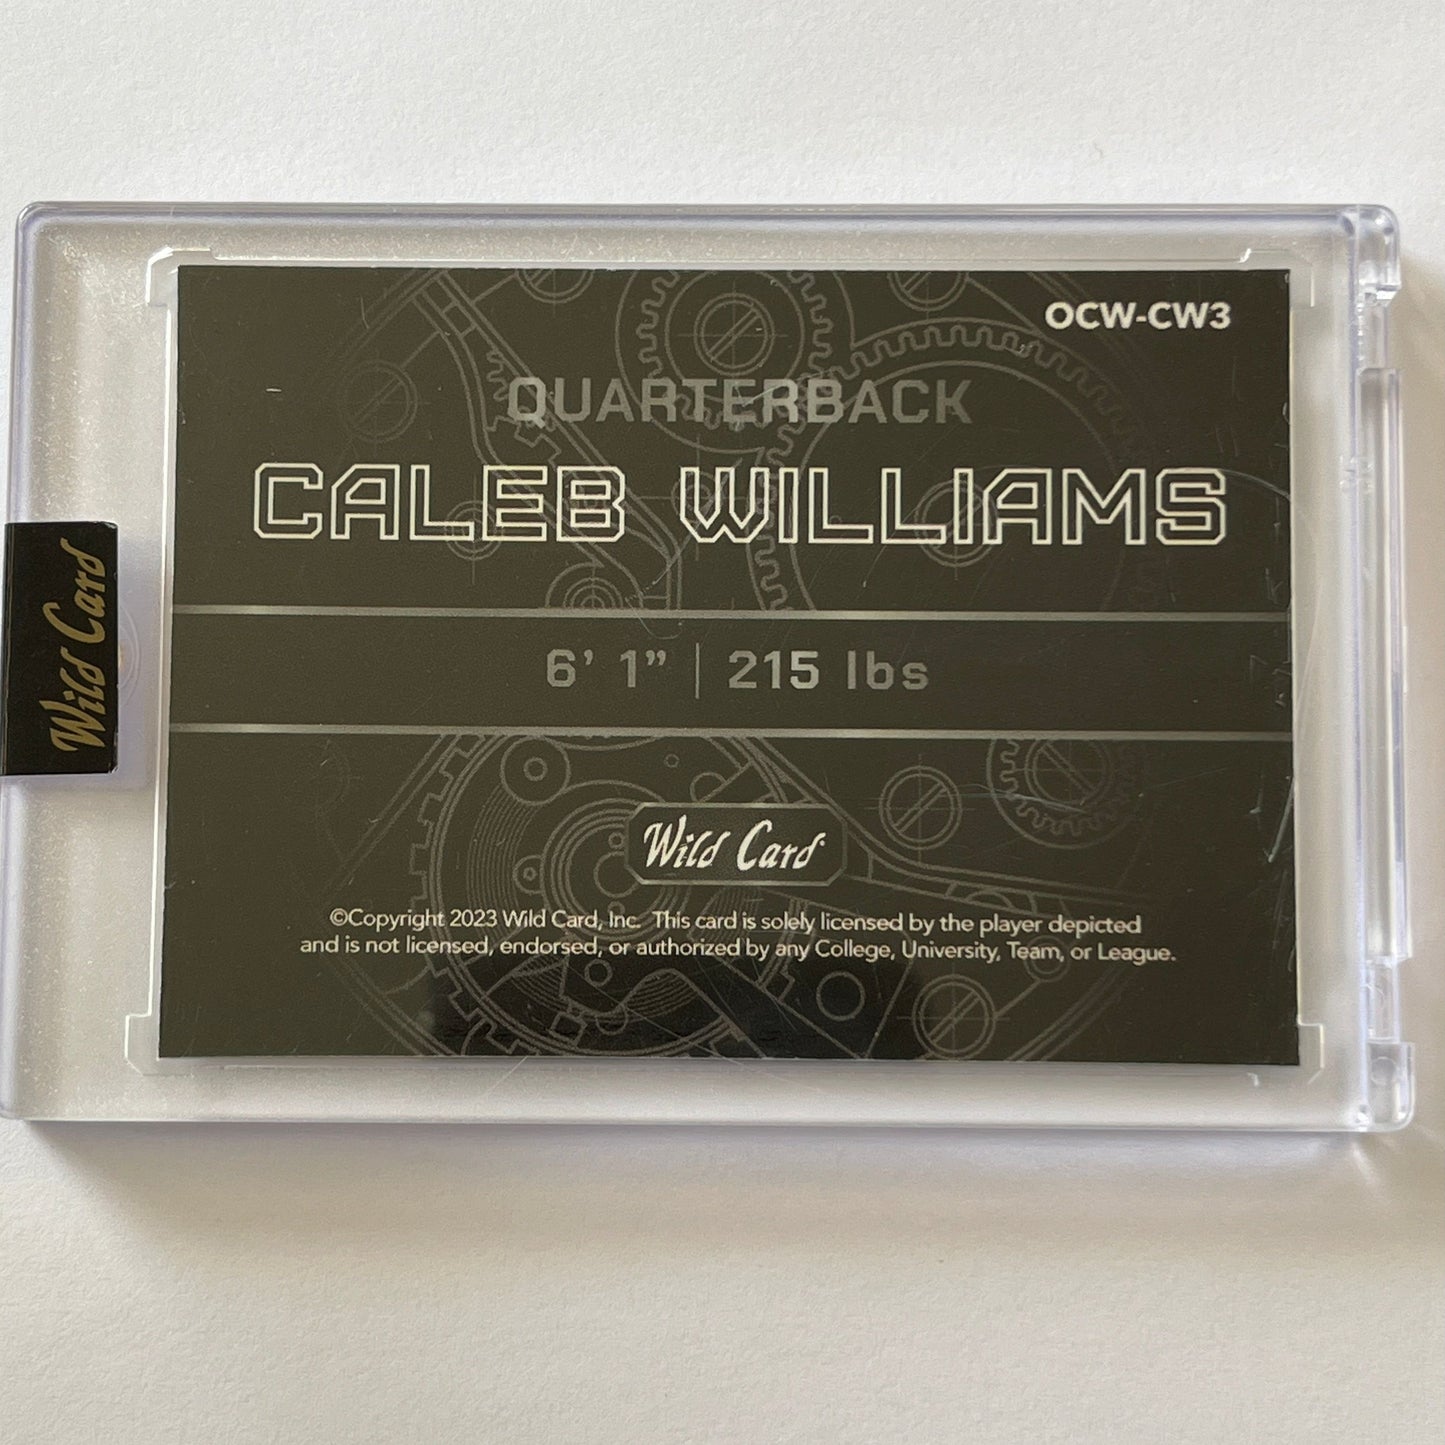 OCW-CW3
QUARTERBACK
CALEB WILLIAMS
6’ 1” | 215 lbs
Wild Card
Wild Card
©Copyright 2023 Wild Card, Inc. This card is solely licensed by the player depicted
and is not licensed, endorsed, or authorized by any College, University, Team, or League.